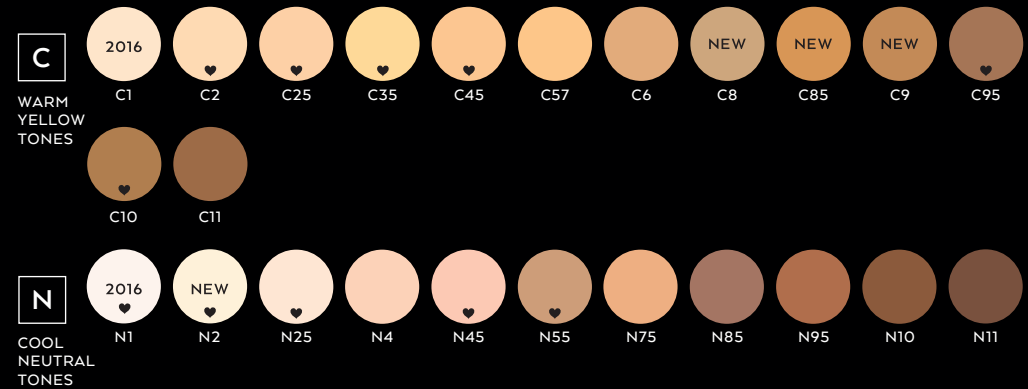 C
WARM
YELLOW
TONES
2016
NEW NEW NEW
C1 C2 C25 C35 C45 C57 C6 C8 C85 C9 C95
C10 C11
N
COOL
NEUTRAL
TONES
2016 NEW
N1 N2 N25 N4 N45 N55 N75 N85 N95 N10 N11